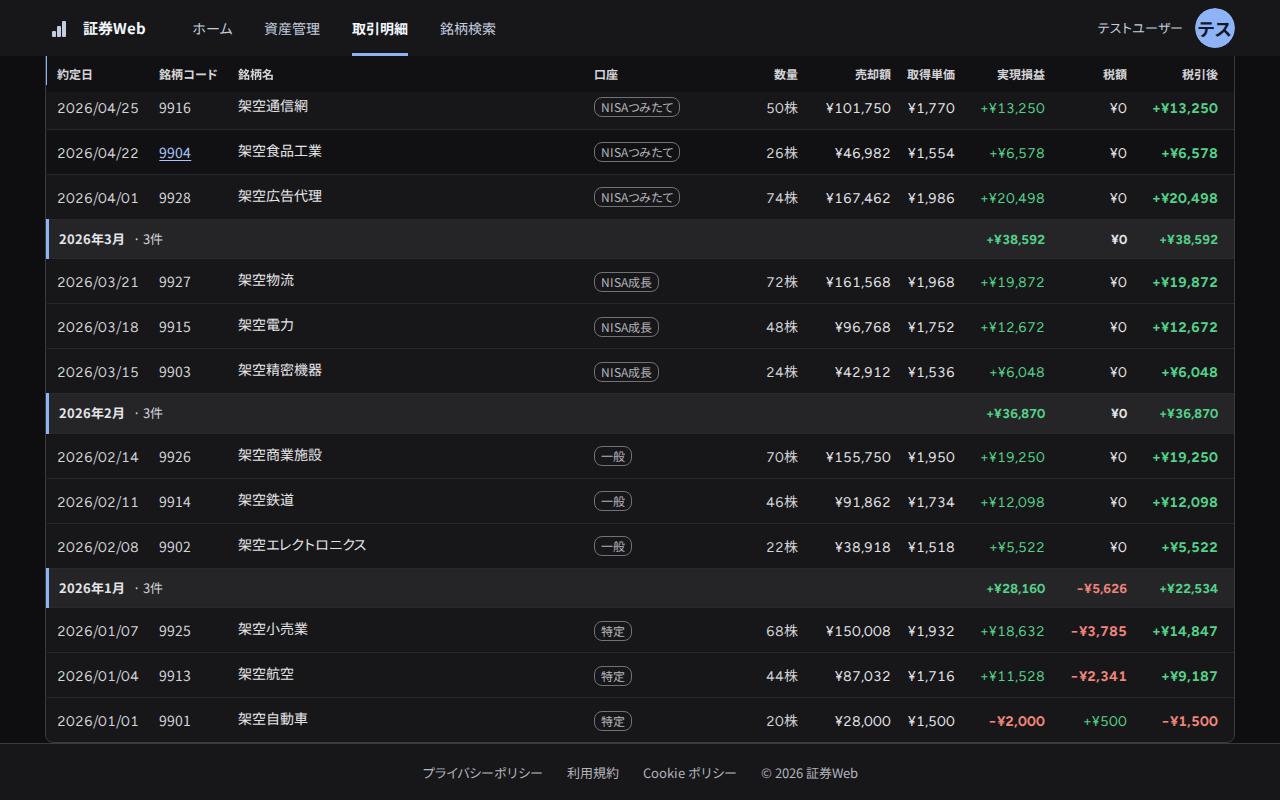 証券Web ホーム 資産管理 取引明細 銘柄検索 テストユーザー テス
約定日 銘柄コード 銘柄名 口座 数量 売却額 取得単価 実現損益 税額 税引後
2026/04/25 9916 架空通信網 NISAつみたて 50株 ¥101,750 ¥1,770 +¥13,250 ¥0 +¥13,250
2026/04/22 9904 架空食品工業 NISAつみたて 26株 ¥46,982 ¥1,554 +¥6,578 ¥0 +¥6,578
2026/04/01 9928 架空広告代理 NISAつみたて 74株 ¥167,462 ¥1,986 +¥20,498 ¥0 +¥20,498
2026年3月 · 3件 +¥38,592 ¥0 +¥38,592
2026/03/21 9927 架空物流 NISA成長 72株 ¥161,568 ¥1,968 +¥19,872 ¥0 +¥19,872
2026/03/18 9915 架空電力 NISA成長 48株 ¥96,768 ¥1,752 +¥12,672 ¥0 +¥12,672
2026/03/15 9903 架空精密機器 NISA成長 24株 ¥42,912 ¥1,536 +¥6,048 ¥0 +¥6,048
2026年2月 · 3件 +¥36,870 ¥0 +¥36,870
2026/02/14 9926 架空商業施設 一般 70株 ¥155,750 ¥1,950 +¥19,250 ¥0 +¥19,250
2026/02/11 9914 架空鉄道 一般 46株 ¥91,862 ¥1,734 +¥12,098 ¥0 +¥12,098
2026/02/08 9902 架空エレクトロニクス 一般 22株 ¥38,918 ¥1,518 +¥5,522 ¥0 +¥5,522
2026年1月 · 3件 +¥28,160 -¥5,626 +¥22,534
2026/01/07 9925 架空小売業 特定 68株 ¥150,008 ¥1,932 +¥18,632 -¥3,785 +¥14,847
2026/01/04 9913 架空航空 特定 44株 ¥87,032 ¥1,716 +¥11,528 -¥2,341 +¥9,187
2026/01/01 9901 架空自動車 特定 20株 ¥28,000 ¥1,500 -¥2,000 +¥500 -¥1,500
プライバシーポリシー 利用規約 Cookie ポリシー © 2026 証券Web